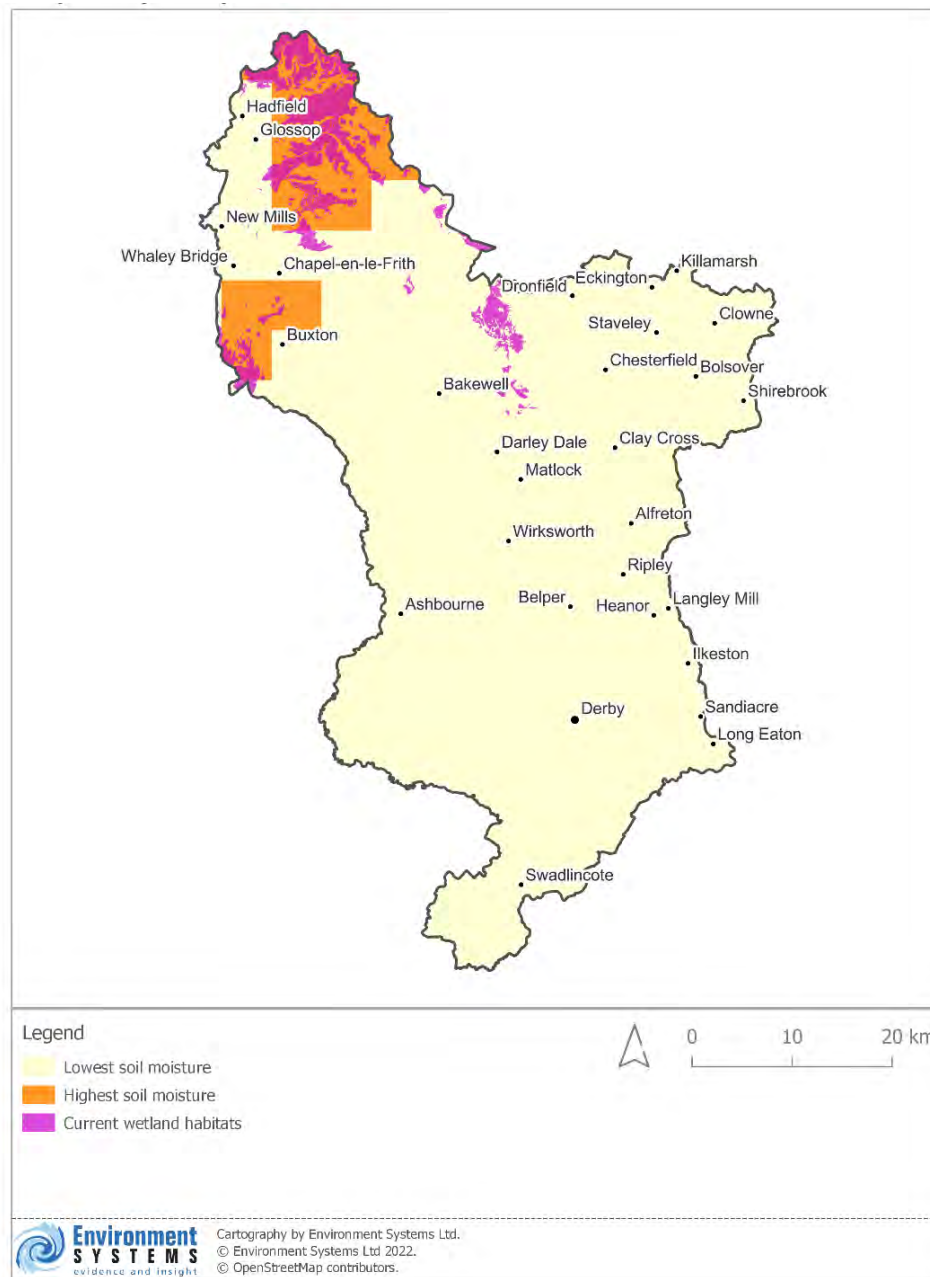 Hadfield
Glossop
New Mills
Whaley Bridge
Chapel-en-le-Frith
Killamarsh
Dronfield
Eckington
Clowne
Staveley
Buxton
Chesterfield
Bolsover
Bakewell
Shirebrook
Darley Dale
Clay Cross
Matlock
Alfreton
Wirksworth
Ripley
Ashbourne
Belper
Heanor
Langley Mill
Ilkeston
Derby
Sandiacre
Long Eaton
Swadlincote
Legend
0 10 20 km
Lowest soil moisture
Highest soil moisture
Current wetland habitats
Environment
SYSTEMS
evidence and insight
Cartography by Environment Systems Ltd.
© Environment Systems Ltd 2022.
© OpenStreetMap contributors.